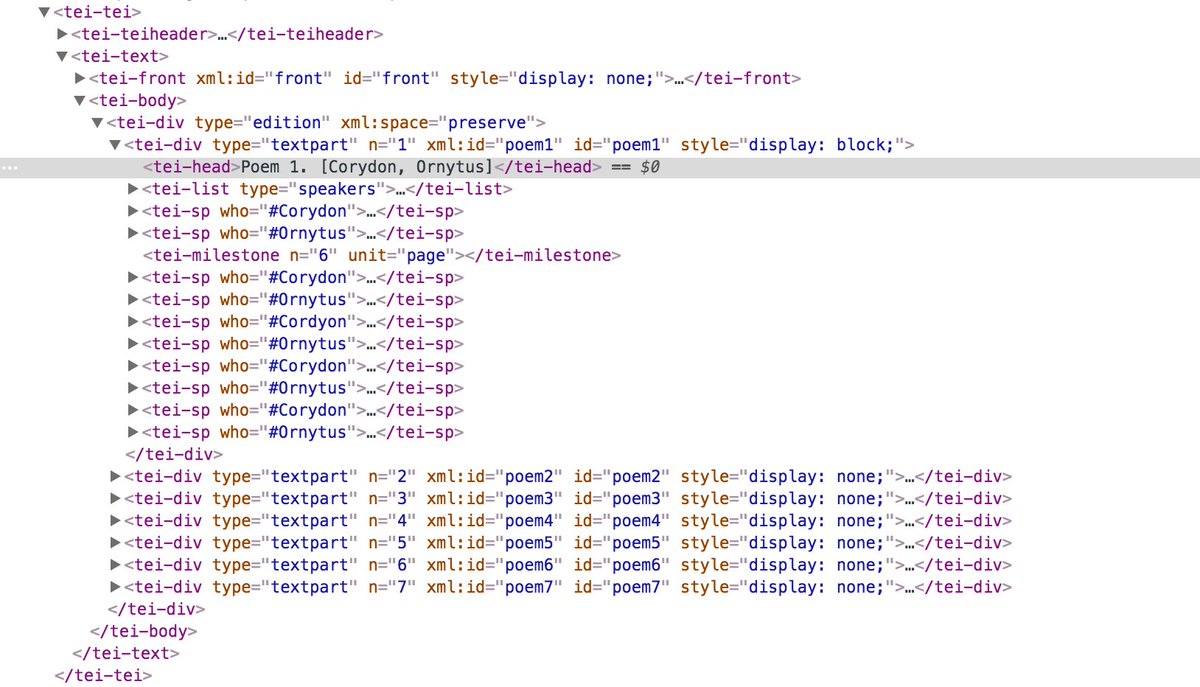 ▼<tei-tei>
▶<tei-teiheader>…</tei-teiheader>
▼<tei-text>
▶<tei-front xml:id="front" id="front" style="display: none;">…</tei-front>
▼<tei-body>
▼<tei-div type="edition" xml:space="preserve">
▼<tei-div type="textpart" n="1" xml:id="poem1" id="poem1" style="display: block;">
… <tei-head>Poem 1. [Corydon, Ornytus]</tei-head> == $0
▶<tei-list type="speakers">…</tei-list>
▶<tei-sp who="#Corydon">…</tei-sp>
▶<tei-sp who="#Ornytus">…</tei-sp>
<tei-milestone n="6" unit="page"></tei-milestone>
▶<tei-sp who="#Corydon">…</tei-sp>
▶<tei-sp who="#Ornytus">…</tei-sp>
▶<tei-sp who="#Cordyon">…</tei-sp>
▶<tei-sp who="#Ornytus">…</tei-sp>
▶<tei-sp who="#Corydon">…</tei-sp>
▶<tei-sp who="#Ornytus">…</tei-sp>
▶<tei-sp who="#Corydon">…</tei-sp>
▶<tei-sp who="#Ornytus">…</tei-sp>
</tei-div>
▶<tei-div type="textpart" n="2" xml:id="poem2" id="poem2" style="display: none;">…</tei-div>
▶<tei-div type="textpart" n="3" xml:id="poem3" id="poem3" style="display: none;">…</tei-div>
▶<tei-div type="textpart" n="4" xml:id="poem4" id="poem4" style="display: none;">…</tei-div>
▶<tei-div type="textpart" n="5" xml:id="poem5" id="poem5" style="display: none;">…</tei-div>
▶<tei-div type="textpart" n="6" xml:id="poem6" id="poem6" style="display: none;">…</tei-div>
▶<tei-div type="textpart" n="7" xml:id="poem7" id="poem7" style="display: none;">…</tei-div>
</tei-div>
</tei-body>
</tei-text>
</tei-tei>